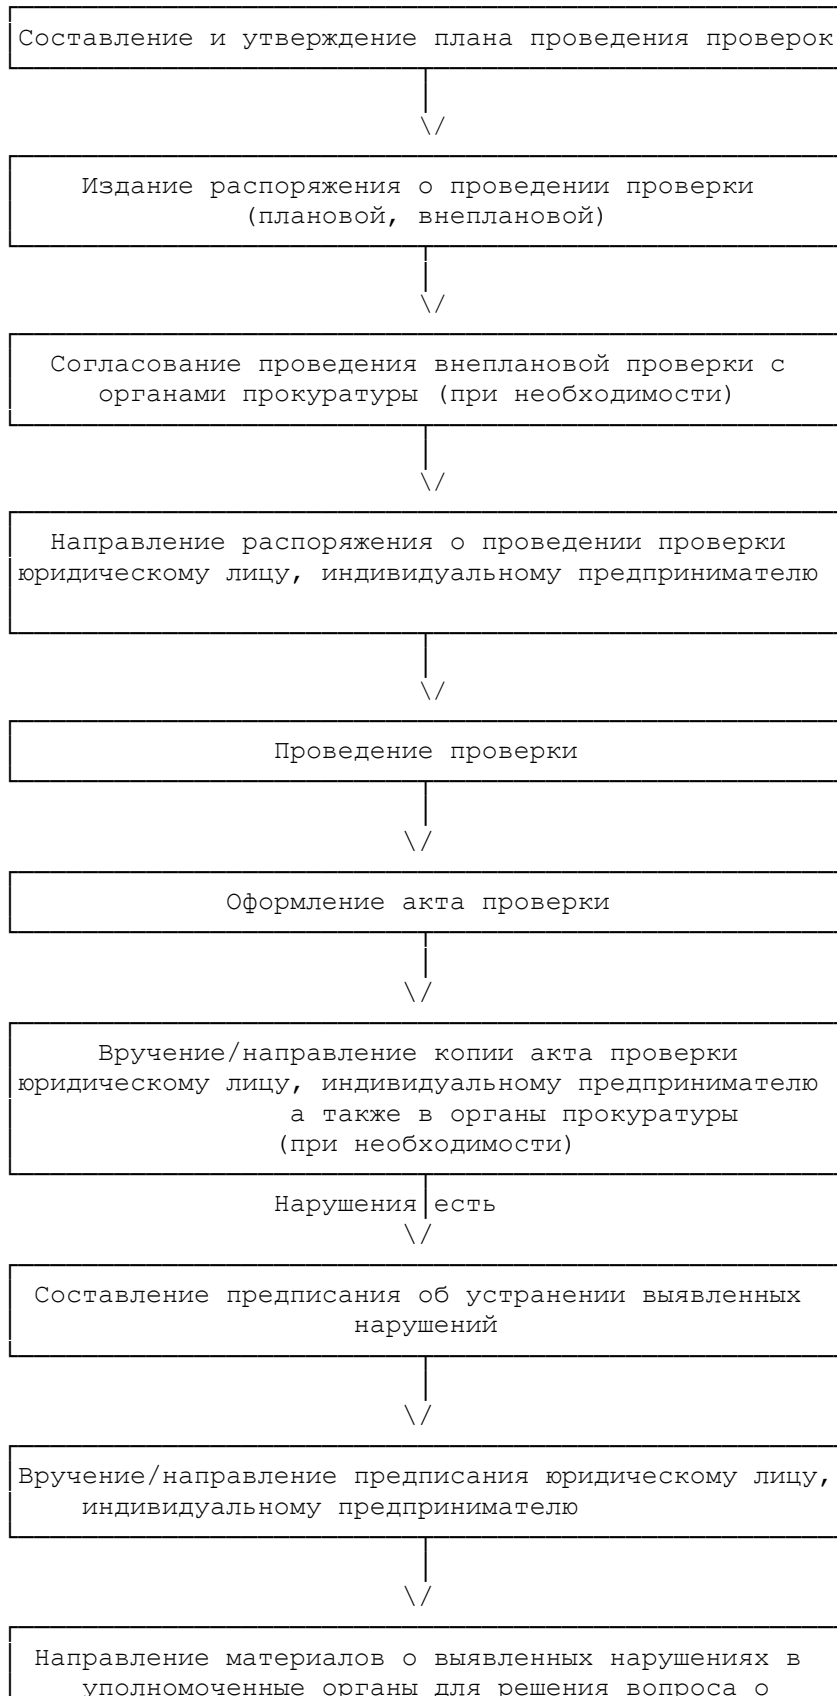 Составление и утверждение плана проведения проверок
\/
Издание распоряжения о проведении проверки
(плановой, внеплановой)
\/
Согласование проведения внеплановой проверки с
органами прокуратуры (при необходимости)
\/
Направление распоряжения о проведении проверки
юридическому лицу, индивидуальному предпринимателю
\/
Проведение проверки
\/
Оформление акта проверки
\/
Вручение/направление копии акта проверки
юридическому лицу, индивидуальному предпринимателю
а также в органы прокуратуры
(при необходимости)
Нарушения есть
\/
Составление предписания об устранении выявленных
нарушений
\/
Вручение/направление предписания юридическому лицу,
индивидуальному предпринимателю
\/
Направление материалов о выявленных нарушениях в
уполномоченные органы для решения вопроса о